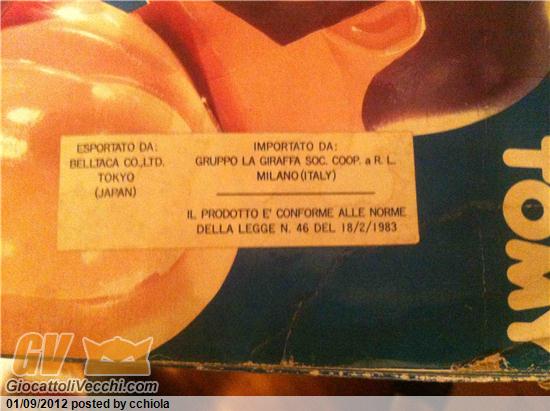 ESPORTATO DA:
BELLTACA CO.,LTD.
TOKYO
(JAPAN)
IMPORTATO DA:
GRUPPO LA GIRAFFA SOC. COOP. a R. L.
MILANO (ITALY)
IL PRODOTTO E' CONFORME ALLE NORME
DELLA LEGGE N. 46 DEL 18/2/1983
TOMY
GV
GiocattoliVecchi.com
01/09/2012 posted by cchiola